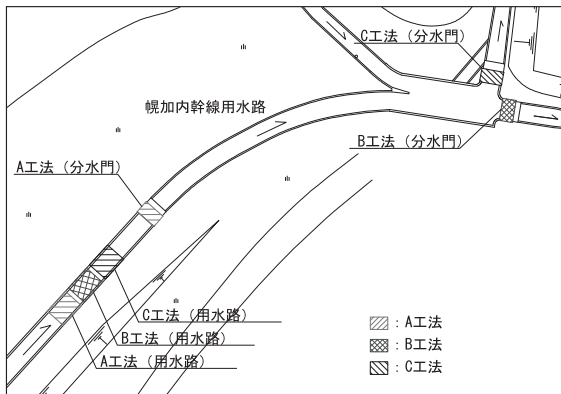 C工法（分水門）
幌加内幹線用水路
B工法（分水門）
A工法（分水門）
C工法（用水路）
B工法（用水路）
A工法（用水路）
：A工法
：B工法
：C工法